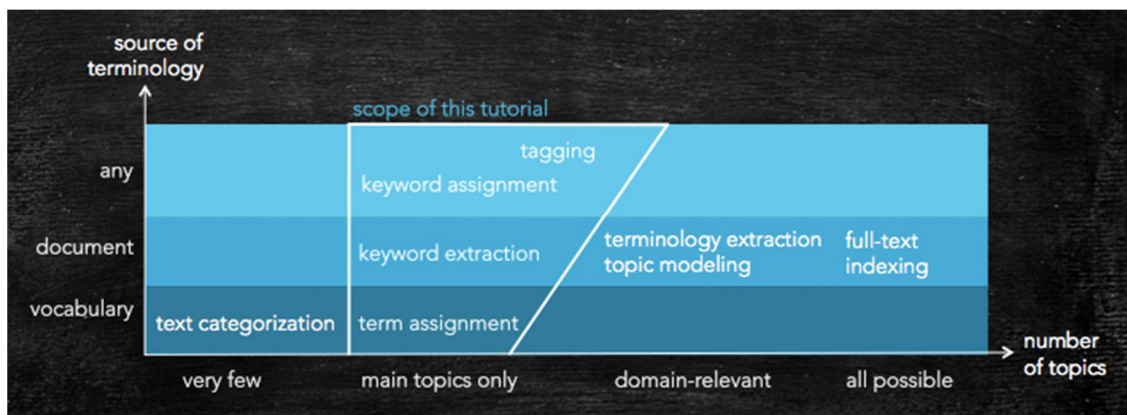 source of
terminology
scope of this tutorial
any
tagging
keyword assignment
document
keyword extraction
terminology extraction
topic modeling
full-text
indexing
vocabulary
text categorization
term assignment
number
of topics
very few
main topics only
domain-relevant
all possible